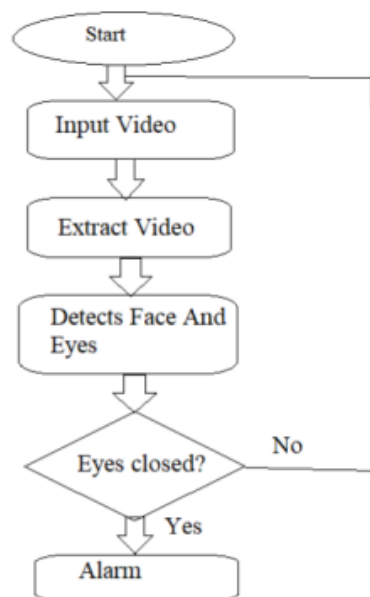 Start
Input Video
Extract Video
Detects Face And
Eyes
Eyes closed?
No
Yes
Alarm